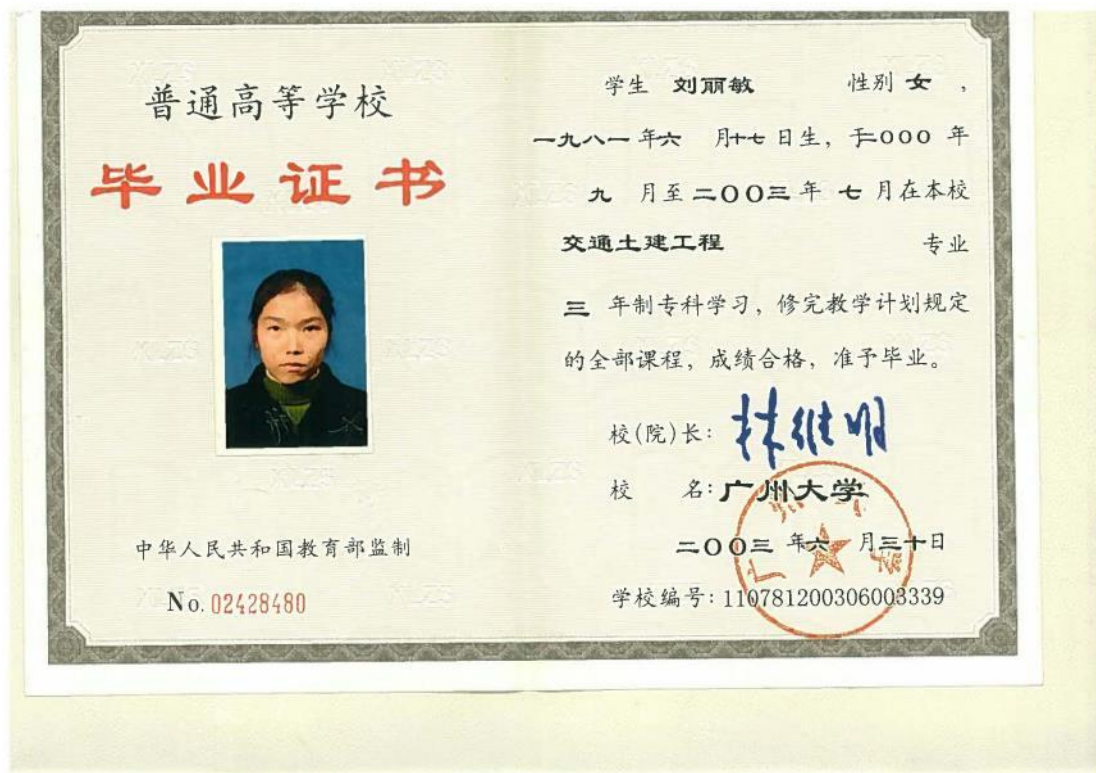 普通高等学校
毕业证书
中华人民共和国教育部监制
No. 02428480
学生 刘丽敏 性别 女 ,
一九八一年六 月十七日生, 于二000 年
九 月至二00三年 七 月在本校
交通土建工程 专业
三 年制专科学习, 修完教学计划规定
的全部课程, 成绩合格, 准予毕业。
校(院)长: 林维明
校 名: 广州大学
二00三 年六 月三十日
学校编号: 110781200306003339